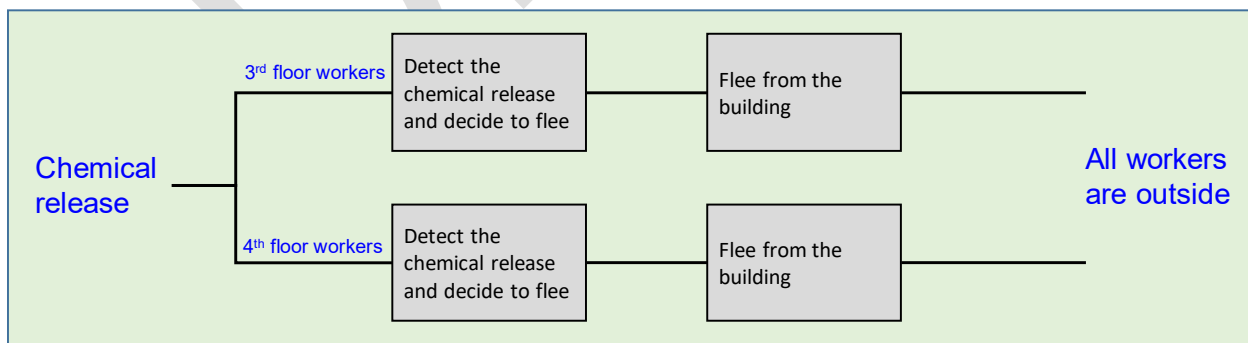 Chemical
release
3rd floor workers
Detect the
chemical release
and decide to flee
Flee from the
building
4th floor workers
Detect the
chemical release
and decide to flee
Flee from the
building
All workers
are outside